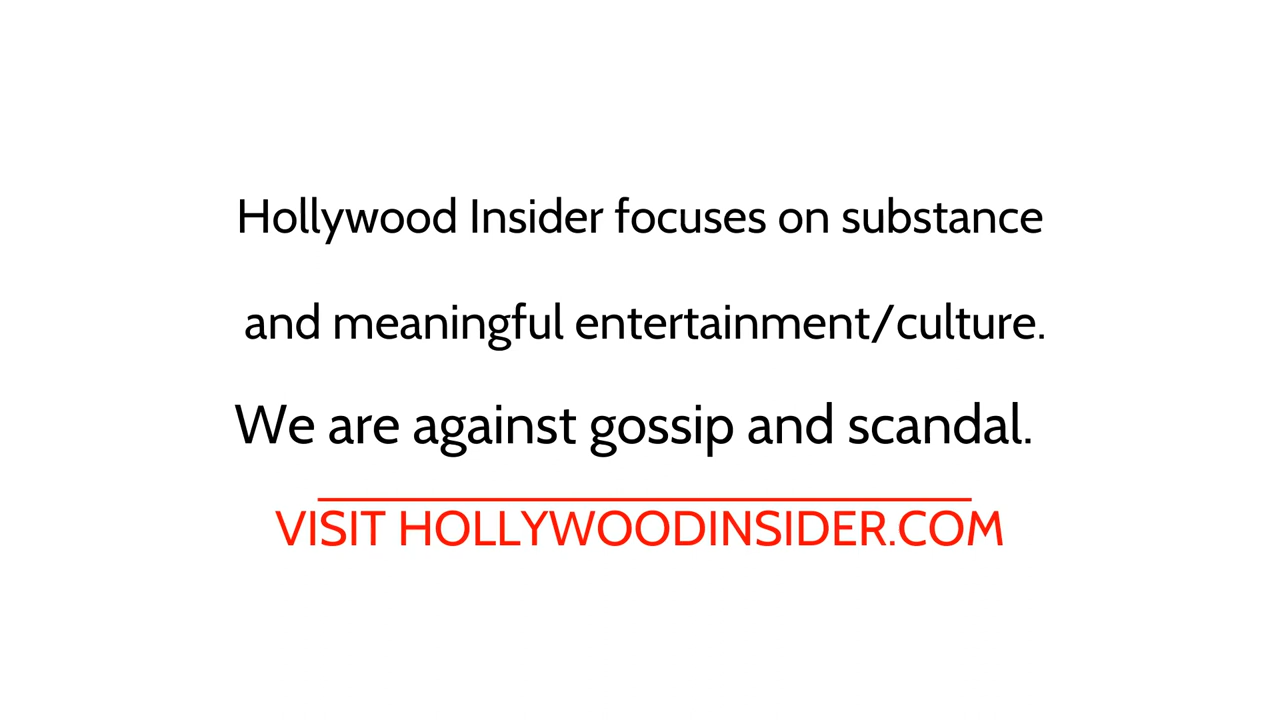 Hollywood Insider focuses on substance
and meaningful entertainment/culture.
We are against gossip and scandal.
VISIT HOLLYWOODINSIDER.COM